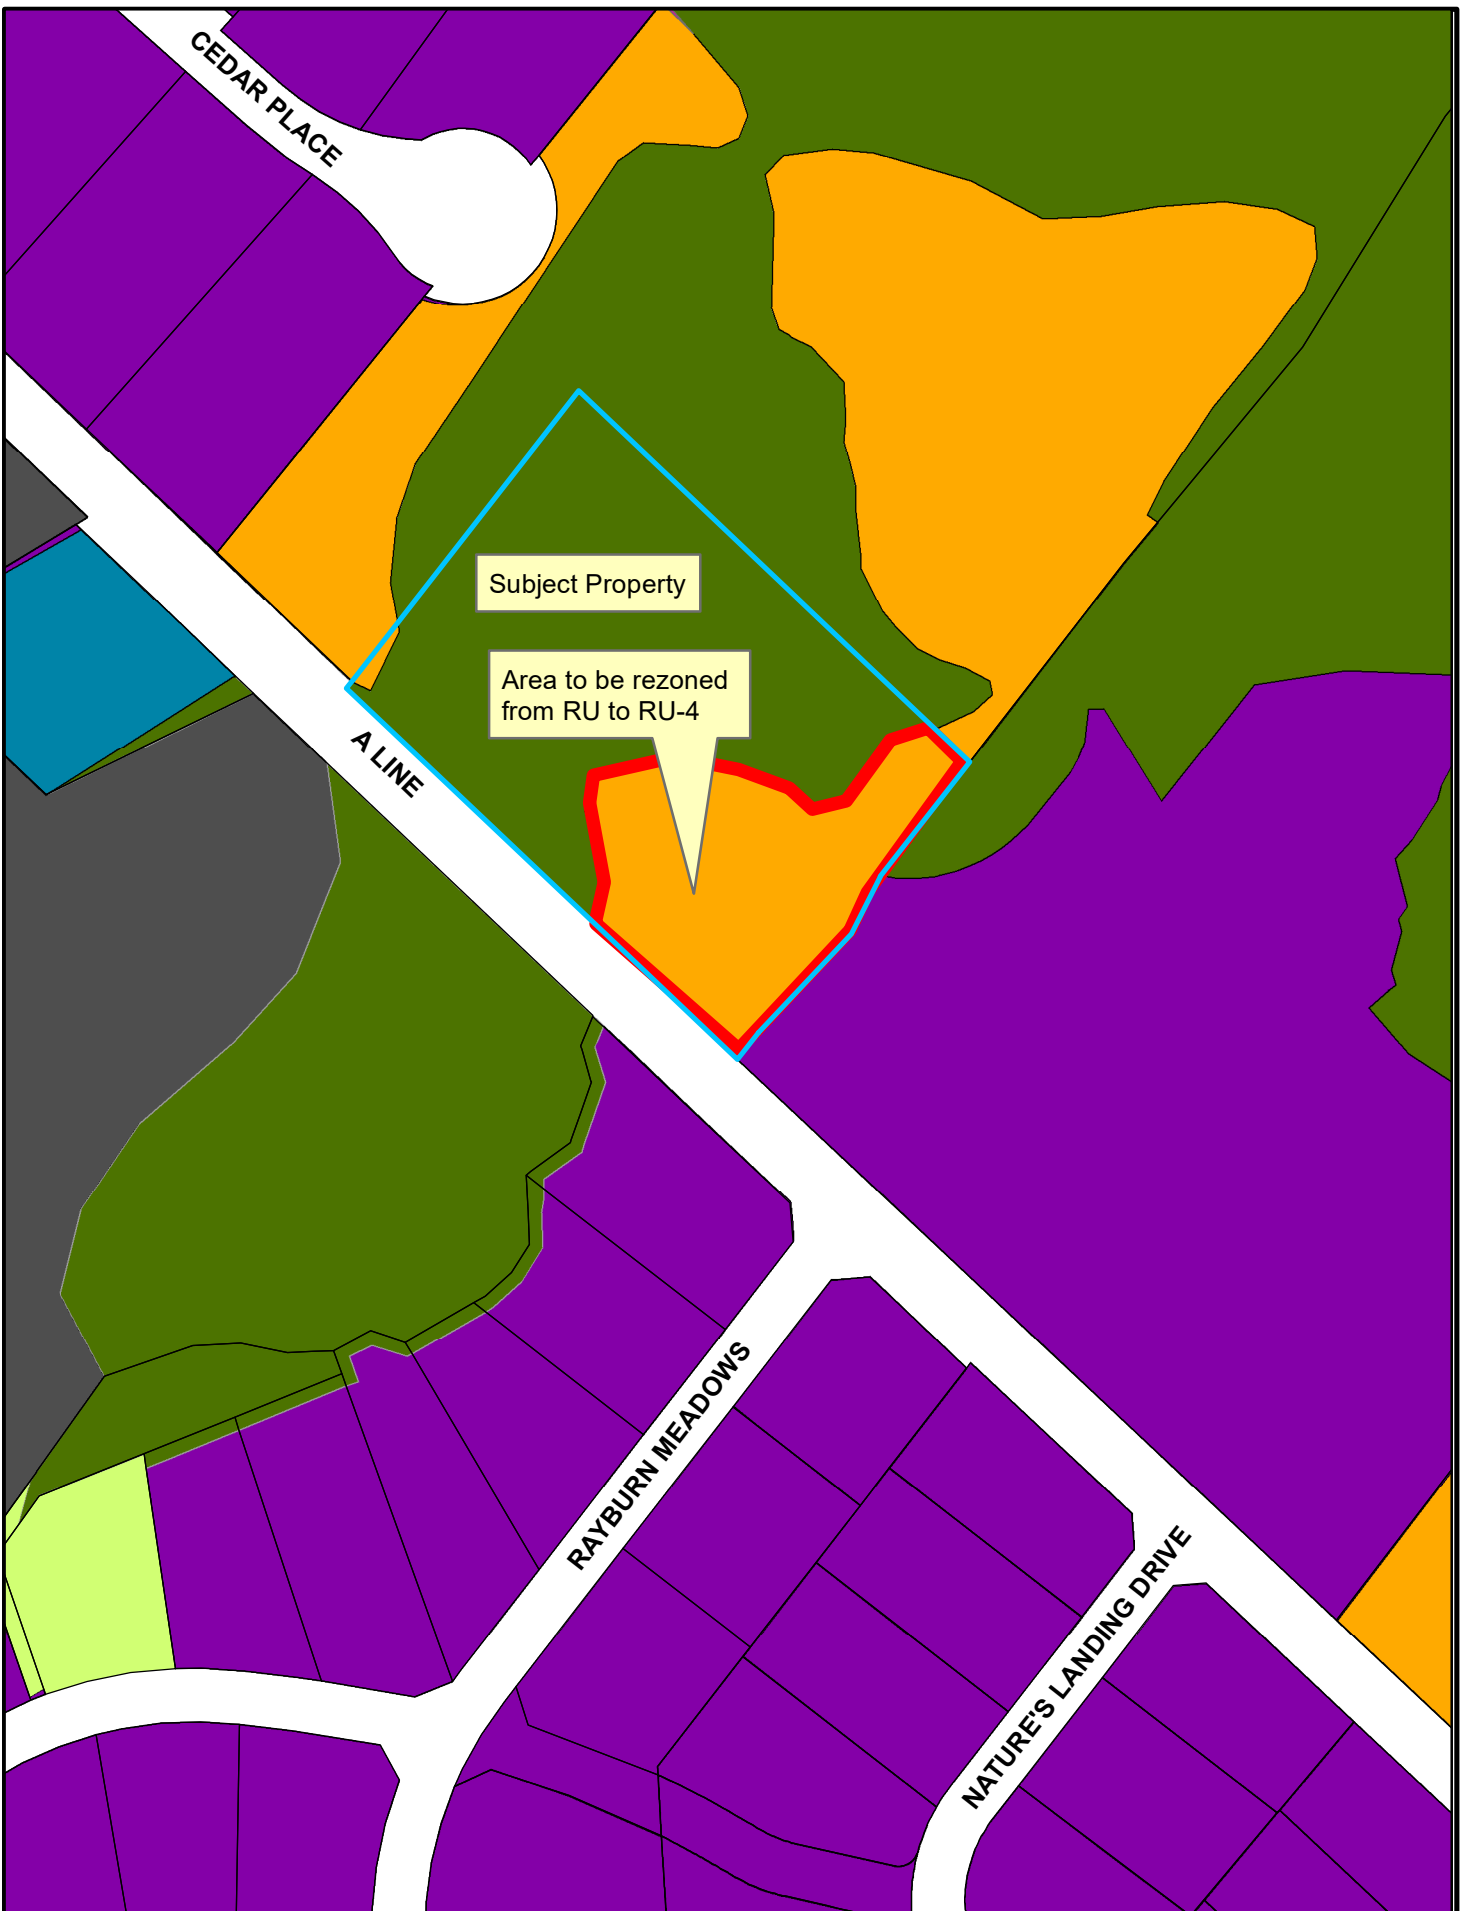 CEDAR PLACE
Subject Property
Area to be rezoned
from RU to RU-4
A LINE
RAYBURN MEADOWS
NATURE'S LANDING DRIVE